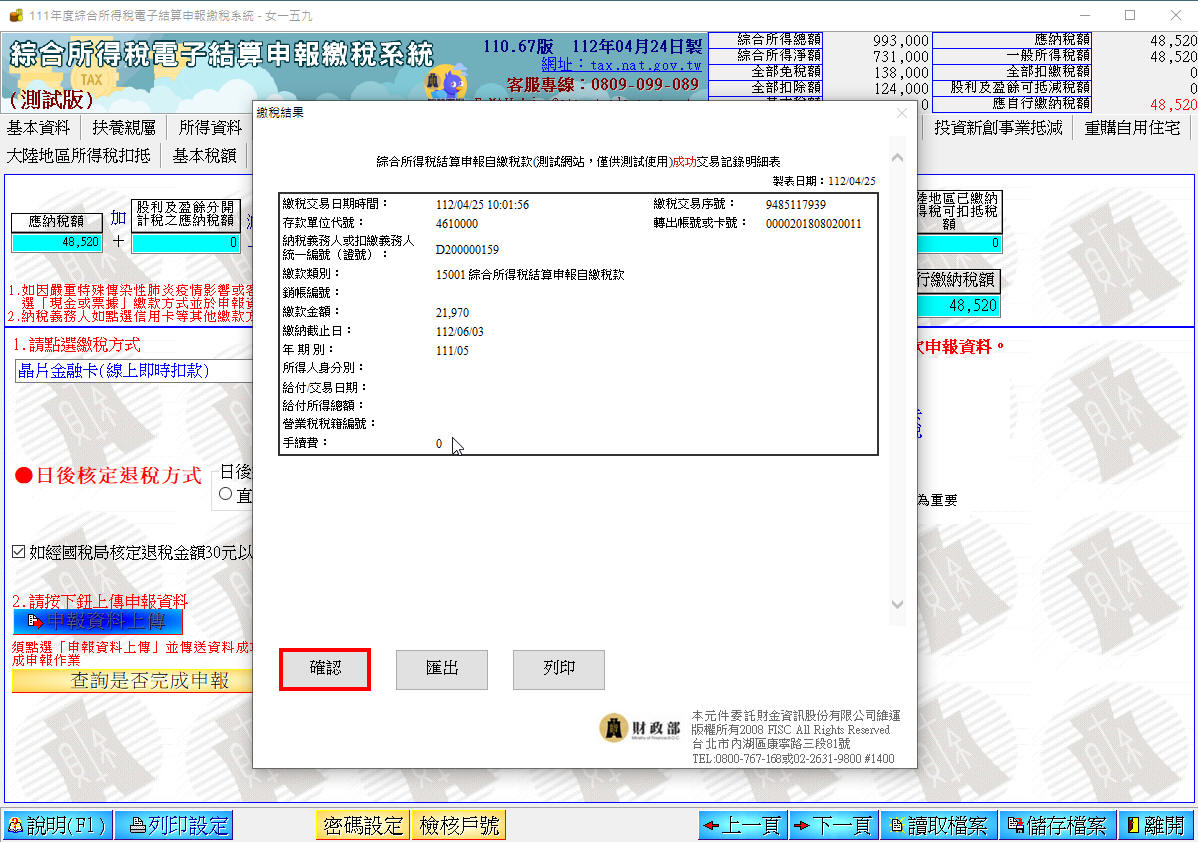 111年度綜合所得稅電子結算申報繳稅系統 - 女一五九
綜合所得稅電子結算申報繳稅系統
TAX
(測試版)
110.67版 112年04月24日製
網址：tax.nat.gov.tw
客服專線：0809-099-089
綜合所得總額 993,000
綜合所得淨額 731,000
全部免稅額 138,000
全部扣除額 124,000
0
應納稅額 48,520
一般所得稅額 48,520
全部扣繳稅額 0
股利及盈餘可抵減稅額 0
應自行繳納稅額 48,520
基本資料 扶養親屬 所得資料
投資新創事業抵減 重購自用住宅
大陸地區所得稅扣抵 基本稅額
應納稅額
48,520
加
+
股利及盈餘分開
計稅之應納稅額
0
陸地區已繳納
得稅可扣抵稅
額
0
行繳納稅額
48,520
1.如因嚴重特殊傳染性肺炎疫情影響或
選「現金或票據」繳款方式並於申報
2.納稅義務人如點選信用卡等其他繳款
1.請點選繳稅方式
晶片金融卡(線上即時扣款)
申報資料。
●日後核定退稅方式
日後
直
為重要
如經國稅局核定退稅金額30元以
2.請按下鈕上傳申報資料
申報資料上傳
須點選「申報資料上傳」並傳送資料成
成申報作業
查詢是否完成申報
繳稅結果
綜合所得稅結算申報自繳稅款(測試網站，僅供測試使用)成功交易記錄明細表
製表日期：112/04/25
繳稅交易日期時間： 112/04/25 10:01:56 繳稅交易序號： 9485117939
存款單位代號： 4610000 轉出帳號或卡號： 0000201808020011
納稅義務人或扣繳義務人
統一編號（證號）： D200000159
繳款類別： 15001 綜合所得稅結算申報自繳稅款
銷帳編號：
繳款金額： 21,970
繳納截止日： 112/06/03
年 期 別： 111/05
所得人身分別：
給付/交易日期：
給付所得總額：
營業稅稅籍編號：
手續費： 0
確認 匯出 列印
財政部
本元件委託財金資訊股份有限公司維運
版權所有2008 FISC All Rights Reserved
台北市內湖區康寧路三段81號
TEL:0800-767-168或02-2631-9800 #1400
說明(F1) 列印設定 密碼設定 檢核戶號 上一頁 下一頁 讀取檔案 儲存檔案 離開